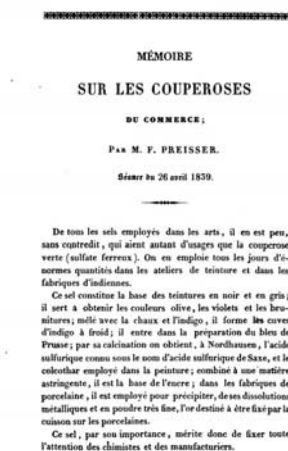 MÉMOIRE
SUR LES COUPEROSES
DU COMMERCE;
PAR M. F. PREISSER.
Séance du 26 avril 1839.
De tous les sels employés dans les arts, il en est peu,
sans contredit, qui aient autant d'usages que la couperose
verte (sulfate ferreux). On en emploie tous les jours d'é-
normes quantités dans les ateliers de teinture et dans les
fabriques d'indiennes.
Ce sel constitue la base des teintures en noir et en gris;
il sert à obtenir les couleurs olive, les violets et les bru-
nitures; mêlé avec la chaux et l'indigo, il forme les cuves
d'indigo à froid; il entre dans la préparation du bleu de
Prusse; par sa calcination on obtient, à Nordhausen, l'acide
sulfurique connu sous le nom d'acide sulfurique de Saxe, et le
colcothar employé dans la peinture; combiné à une matière
astringente, il est la base de l'encre; dans les fabriques de
porcelaine, il est employé pour précipiter, de ses dissolutions
métalliques et en poudre très fine, l'or destiné à être fixé par la
cuisson sur les porcelaines.
Ce sel, par son importance, mérite donc de fixer toute
l'attention des chimistes et des manufacturiers.